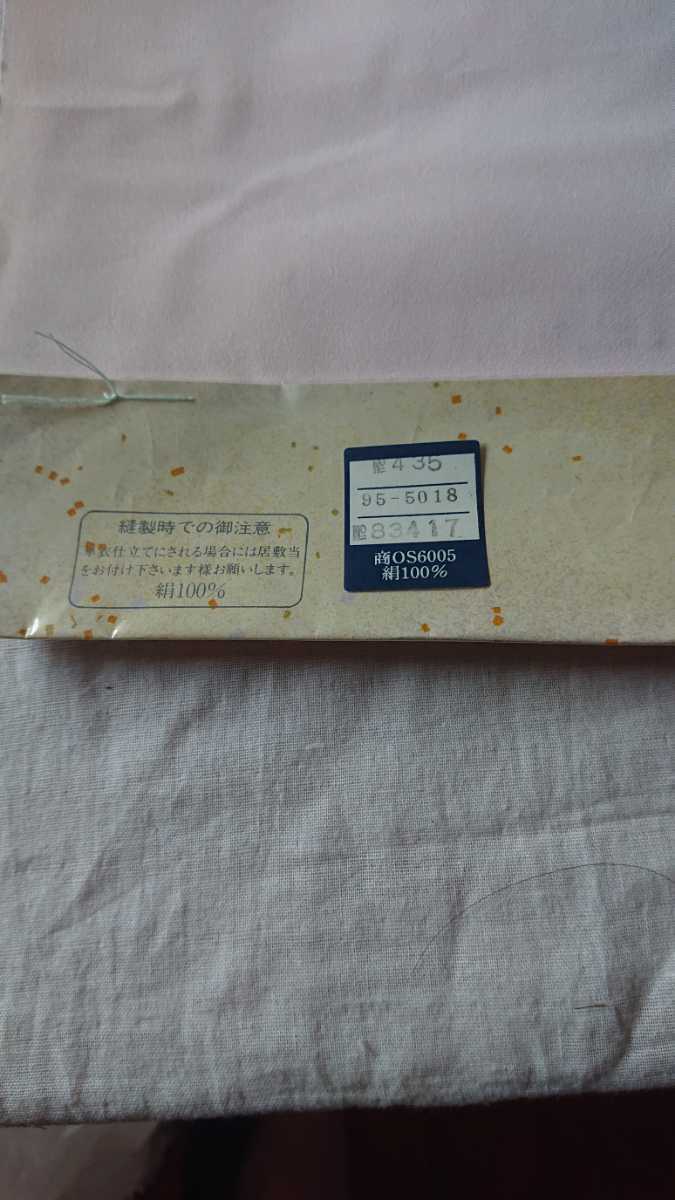 縫製時での御注意
単衣仕立てにされる場合には居敷当
をお付け下さいます様お願いします。
絹100%
435
95-5018
83417
商OS6005
絹100%